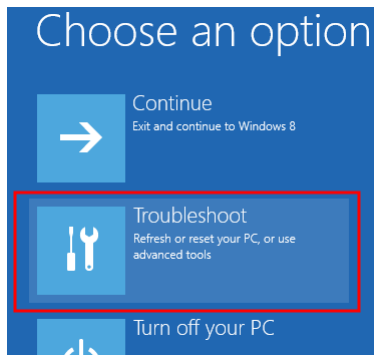 Choose an option
Continue
Exit and continue to Windows 8
Troubleshoot
Refresh or reset your PC, or use
advanced tools
Turn off your PC